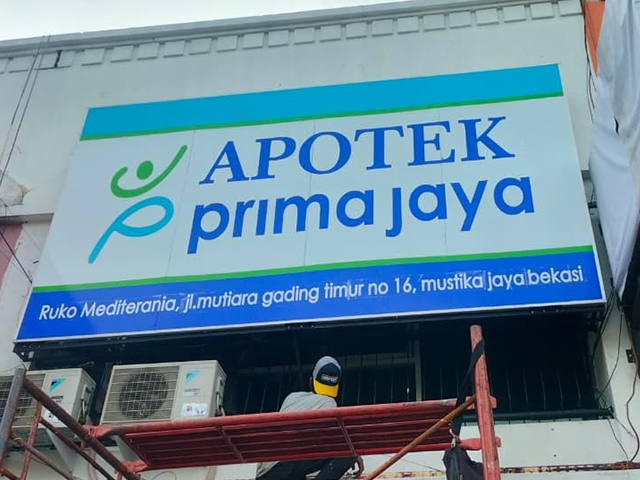 APOTEK
prima jaya
Ruko Mediterania, jl.mutiara gading timur no 16, mustika jaya bekasi